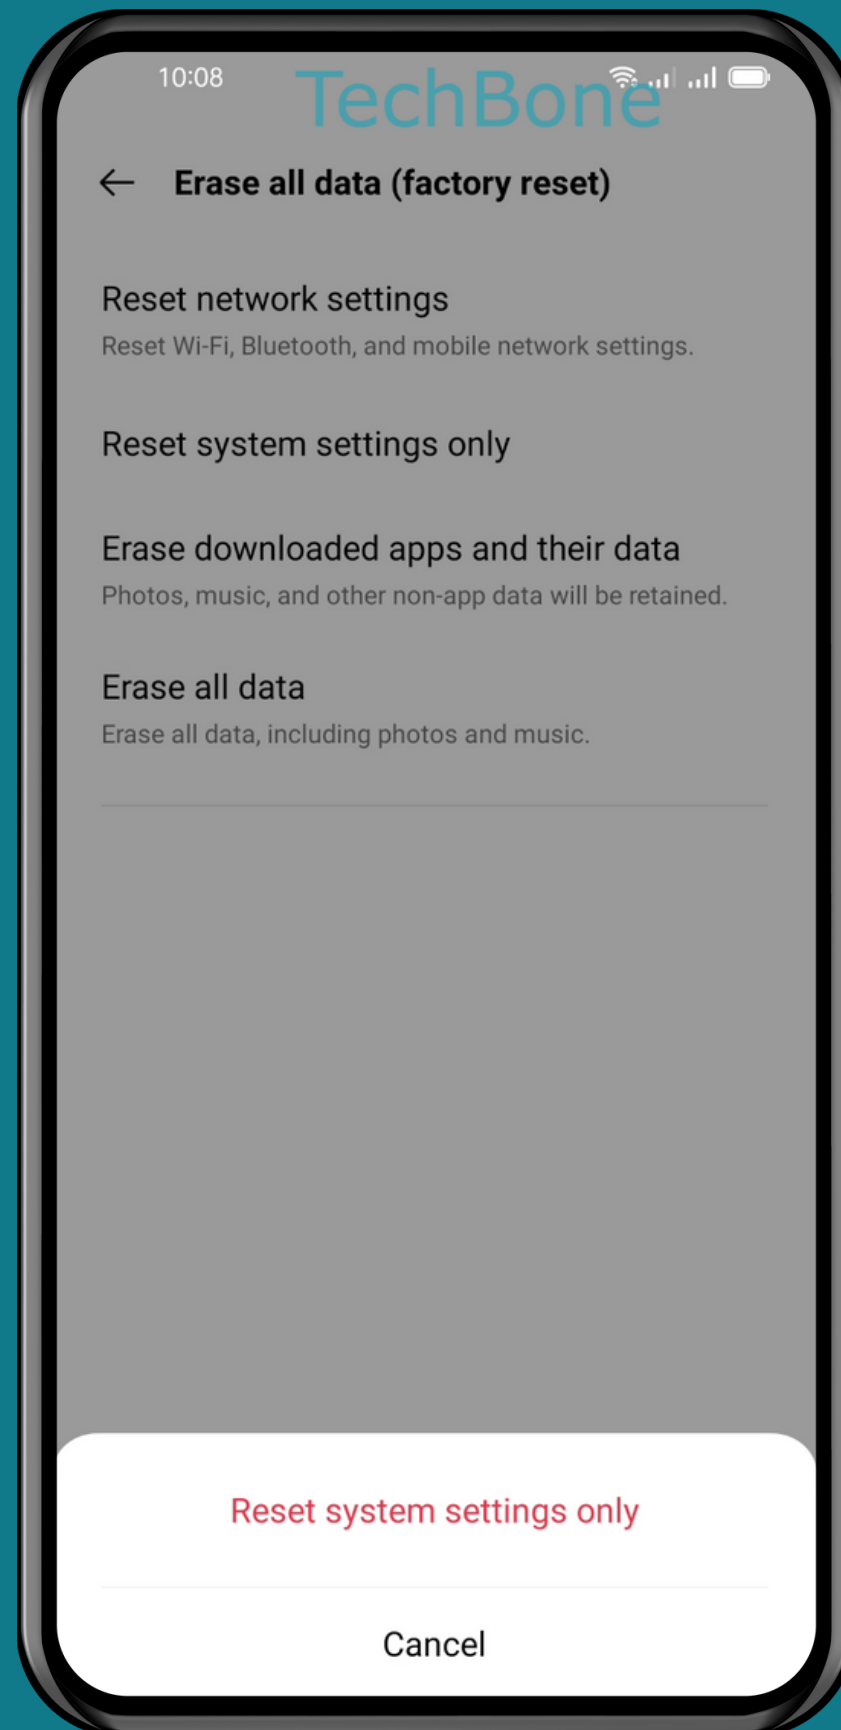 10:08
TechBone
Erase all data (factory reset)
Reset network settings
Reset Wi-Fi, Bluetooth, and mobile network settings.
Reset system settings only
Erase downloaded apps and their data
Photos, music, and other non-app data will be retained.
Erase all data
Erase all data, including photos and music.
Reset system settings only
Cancel